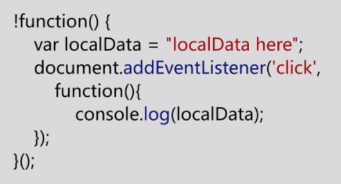 !function() {
var localData = "localData here";
document.addEventListener('click',
function(){
console.log(localData);
});
}();